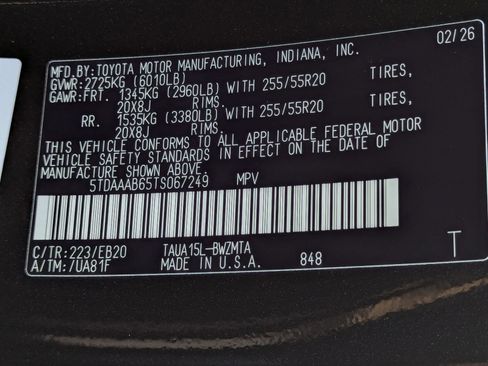 MFD.BY:TOYOTA MOTOR MANUFACTURING, INDIANA, INC. 02/26
GVWR:2725KG (6010LB)
GAWR:FRT. 1345KG (2960LB) WITH 255/55R20 TIRES,
20X8J RIMS.
RR. 1535KG (3380LB) WITH 255/55R20 TIRES,
20X8J RIMS.
THIS VEHICLE CONFORMS TO ALL APPLICABLE FEDERAL MOTOR
VEHICLE SAFETY STANDARDS IN EFFECT ON THE DATE OF
MANUFACTURE SHOWN ABOVE.
5TDAAAB65TS067249 MPV
C/TR:223/EB20 TAUA15L-BWZMTA
A/TM:/UA81F MADE IN U.S.A. 848 T